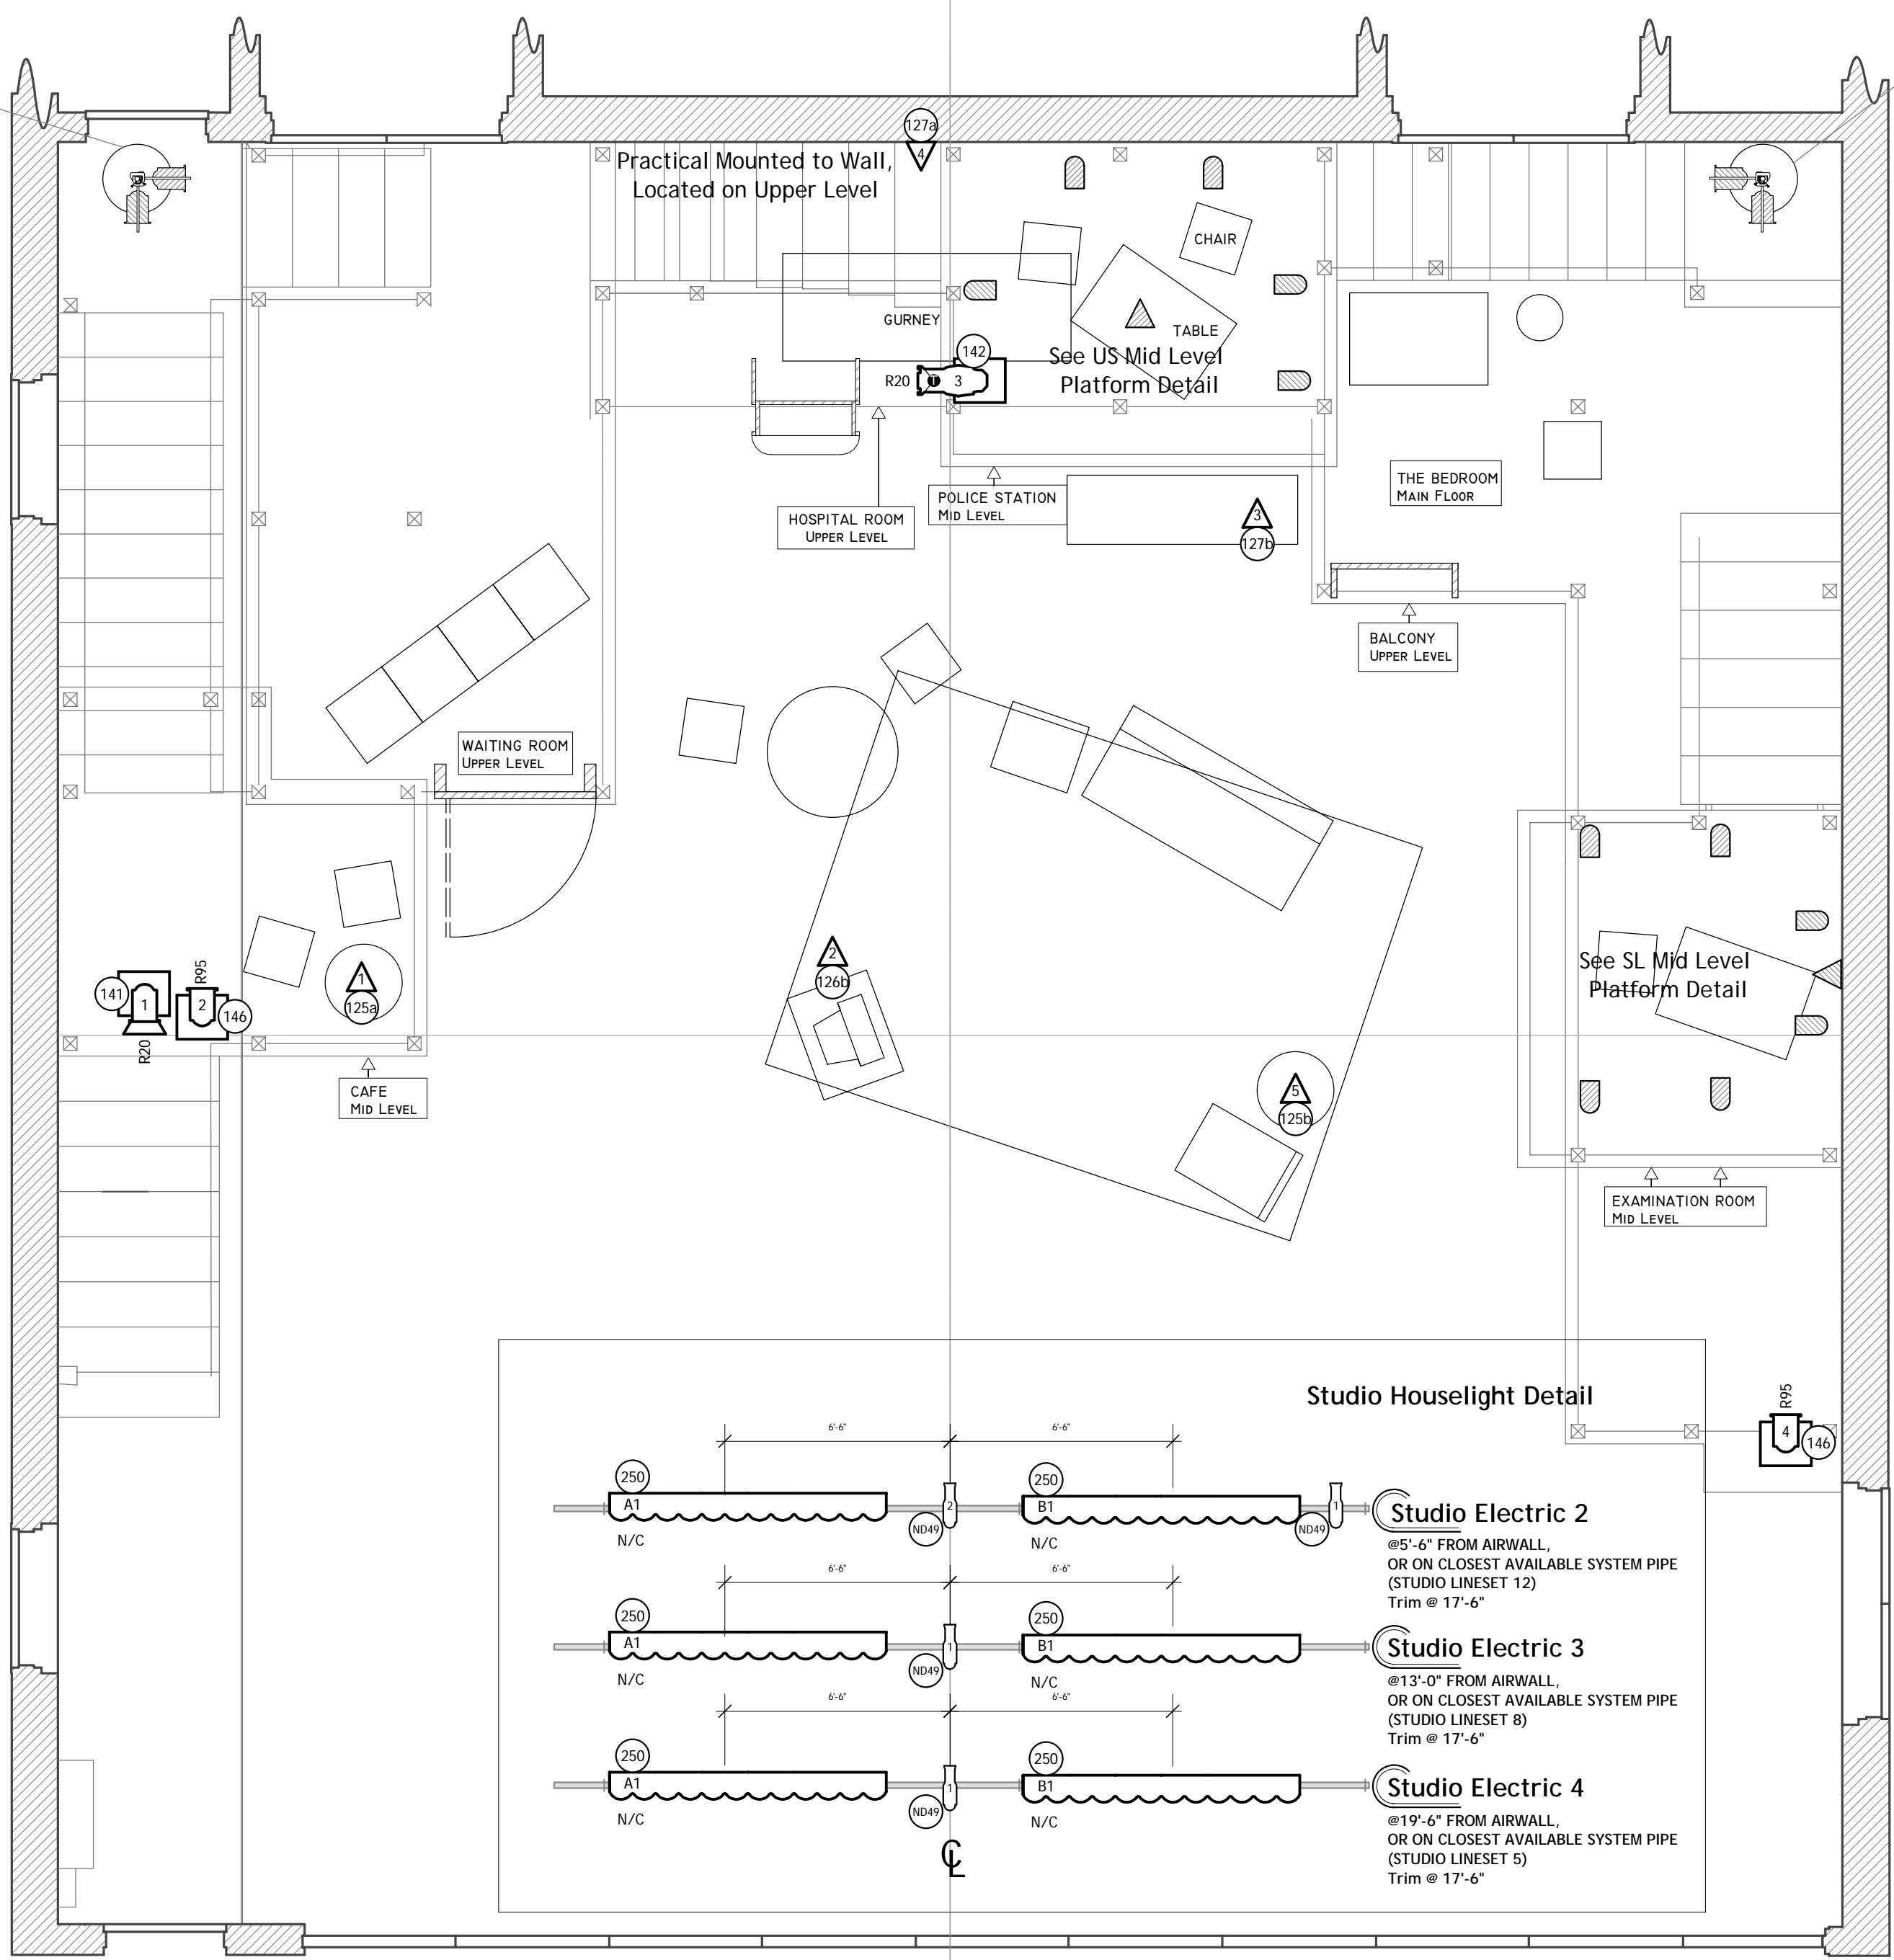 127a
4
Practical Mounted to Wall,
Located on Upper Level
CHAIR
GURNEY
TABLE
See US Mid Level
Platform Detail
142
R20
3
THE BEDROOM
MAIN FLOOR
POLICE STATION
MID LEVEL
HOSPITAL ROOM
UPPER LEVEL
3
127b
BALCONY
UPPER LEVEL
WAITING ROOM
UPPER LEVEL
2
126b
See SL Mid Level
Platform Detail
R95
141
1
2
146
R20
1
125a
CAFE
MID LEVEL
5
125b
EXAMINATION ROOM
MID LEVEL
Studio Houselight Detail
R95
4
146
6'-6"
6'-6"
250
A1
N/C
2
ND49
250
B1
N/C
1
ND49
Studio Electric 2
@5'-6" FROM AIRWALL,
OR ON CLOSEST AVAILABLE SYSTEM PIPE
(STUDIO LINESET 12)
Trim @ 17'-6"
6'-6"
6'-6"
250
A1
N/C
1
ND49
250
B1
N/C
Studio Electric 3
@13'-0" FROM AIRWALL,
OR ON CLOSEST AVAILABLE SYSTEM PIPE
(STUDIO LINESET 8)
Trim @ 17'-6"
6'-6"
6'-6"
250
A1
N/C
1
ND49
250
B1
N/C
Studio Electric 4
@19'-6" FROM AIRWALL,
OR ON CLOSEST AVAILABLE SYSTEM PIPE
(STUDIO LINESET 5)
Trim @ 17'-6"
CL